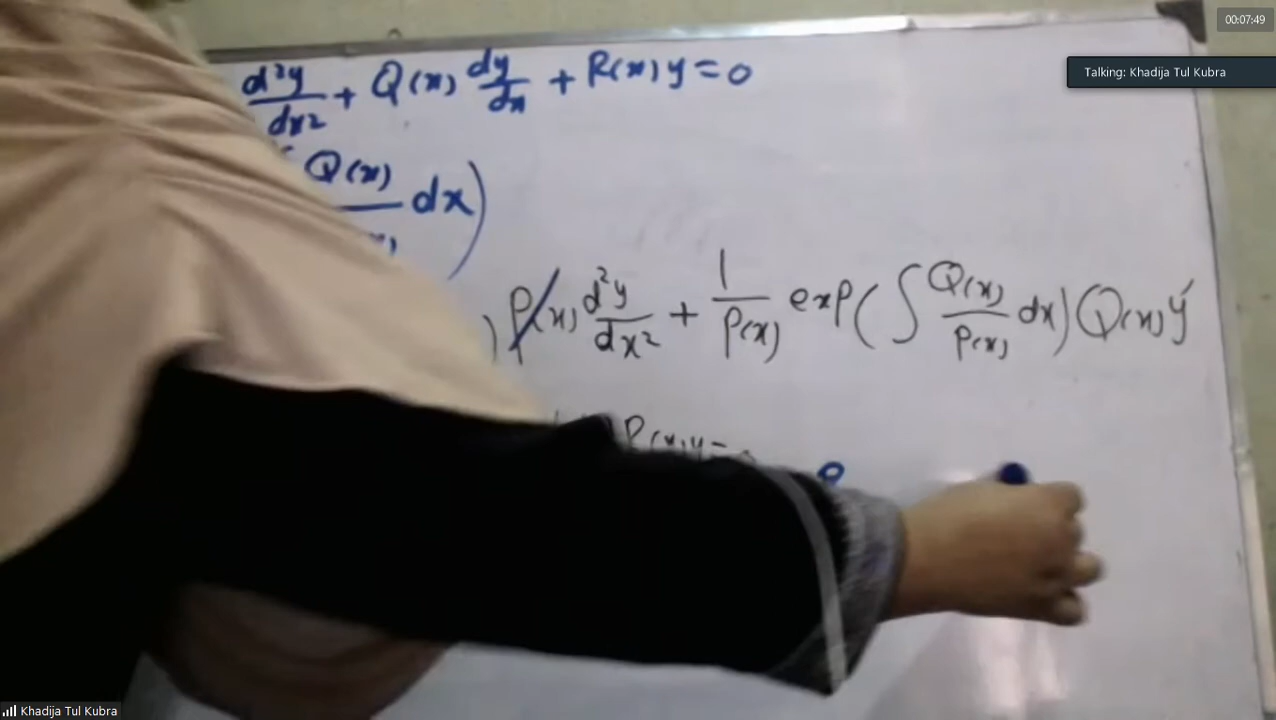 00:07:49
Talking: Khadija Tul Kubra
d²y/dx² + Q(x) dy/dx + R(x) y = 0
Q(x)/ dx)
) P(x) d²y/dx² + 1/P(x) exp( ∫ Q(x)/P(x) dx) Q(x) y'
R(x) y =
Khadija Tul Kubra